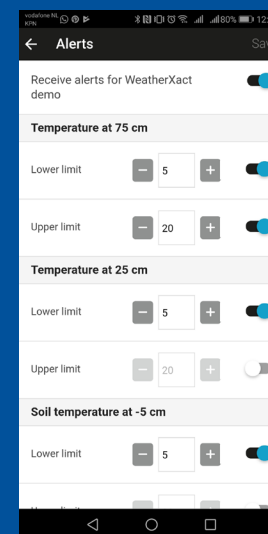 vodafone NL
KPN
80% 12:
Alerts Sav
Receive alerts for WeatherXact
demo
Temperature at 75 cm
Lower limit 5
Upper limit 20
Temperature at 25 cm
Lower limit 5
Upper limit 20
Soil temperature at -5 cm
Lower limit 5